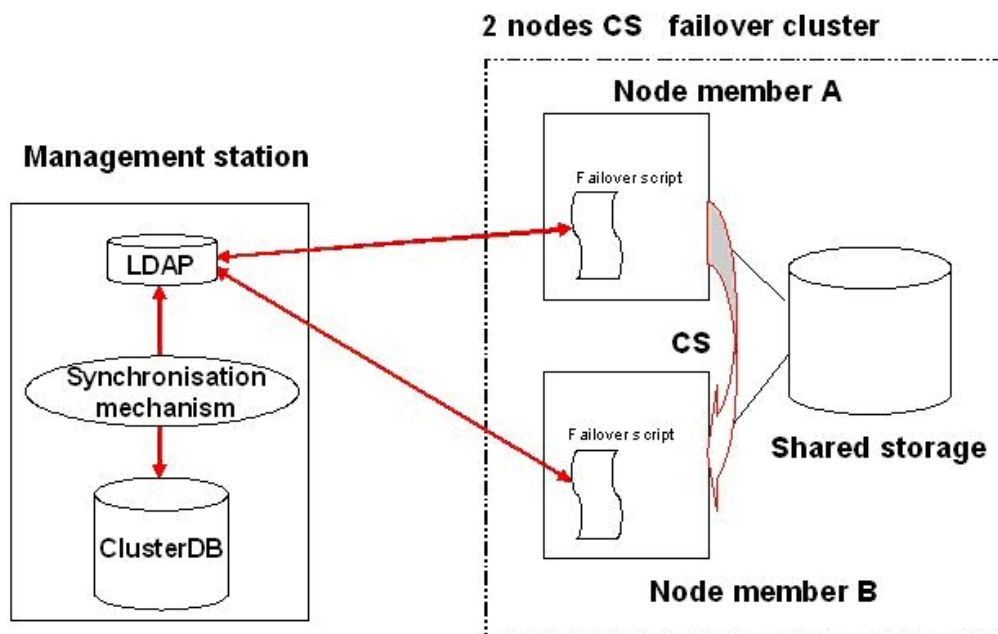 2 nodes CS failover cluster
Node member A
Management station
Failover script
LDAP
CS
Synchronisation
mechanism
Failover script
Shared storage
ClusterDB
Node member B